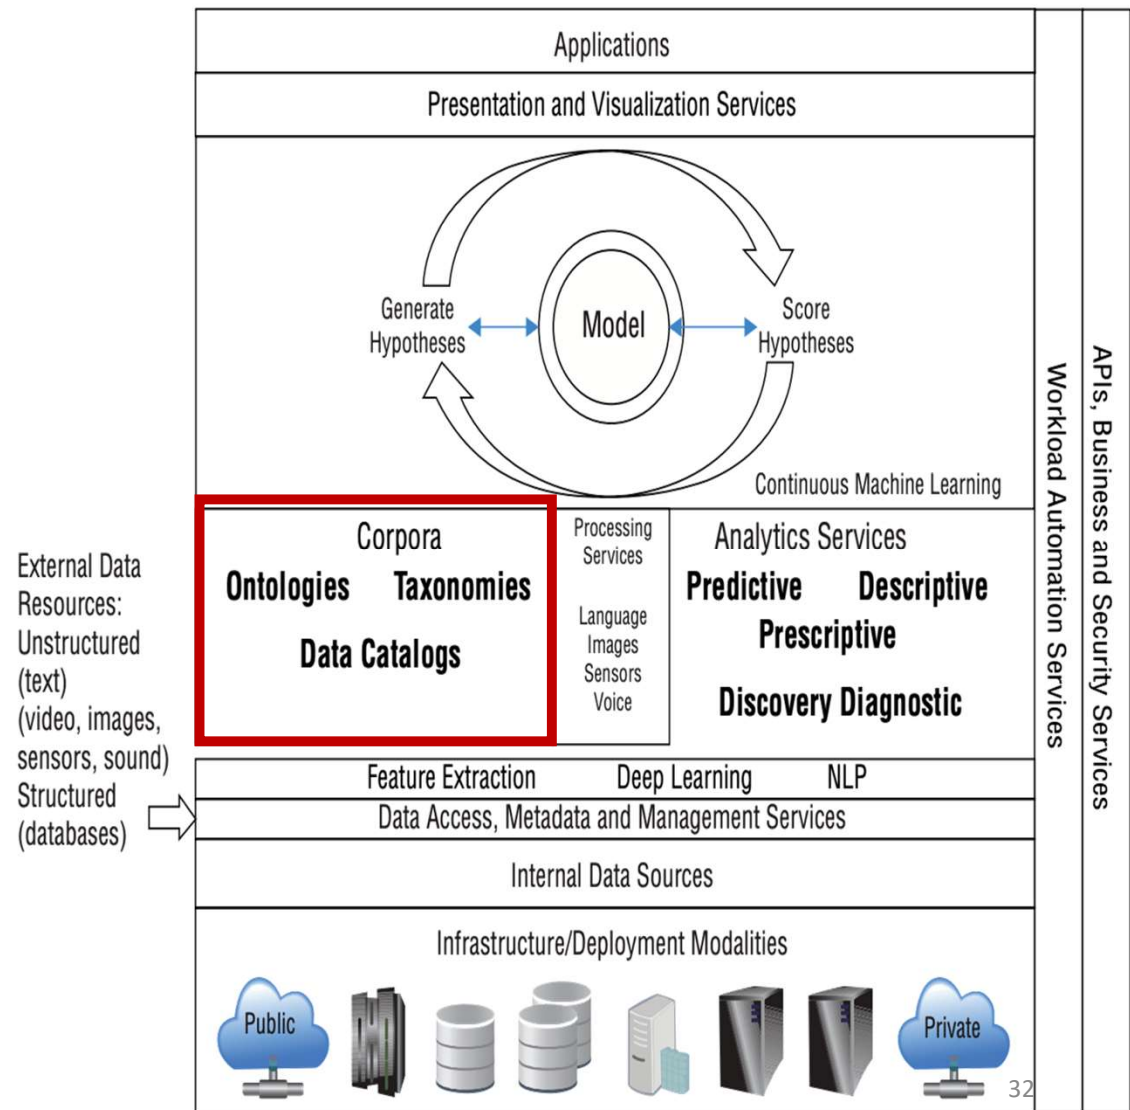 Applications
Presentation and Visualization Services
Generate
Hypotheses
Model
Score
Hypotheses
Continuous Machine Learning
Corpora
Ontologies Taxonomies
Data Catalogs
Processing
Services
Language
Images
Sensors
Voice
Analytics Services
Predictive Descriptive
Prescriptive
Discovery Diagnostic
External Data
Resources:
Unstructured
(text)
(video, images,
sensors, sound)
Structured
(databases)
Feature Extraction Deep Learning NLP
Data Access, Metadata and Management Services
Internal Data Sources
Infrastructure/Deployment Modalities
Public
Private
Workload Automation Services
APIs, Business and Security Services
32